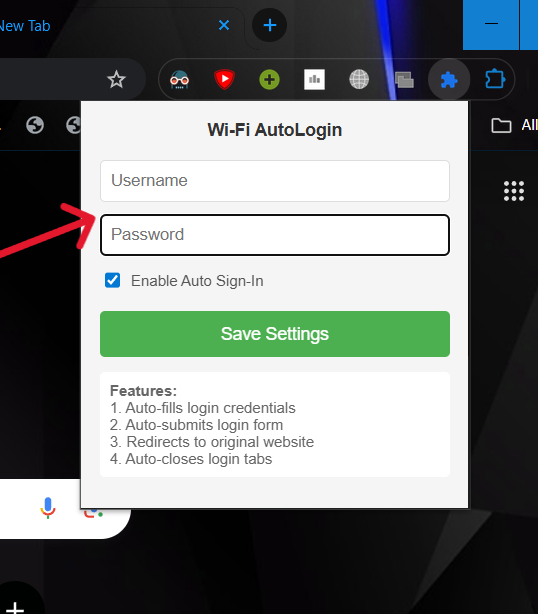 New Tab
All
Wi-Fi AutoLogin
Username
Password
Enable Auto Sign-In
Save Settings
Features:
1. Auto-fills login credentials
2. Auto-submits login form
3. Redirects to original website
4. Auto-closes login tabs